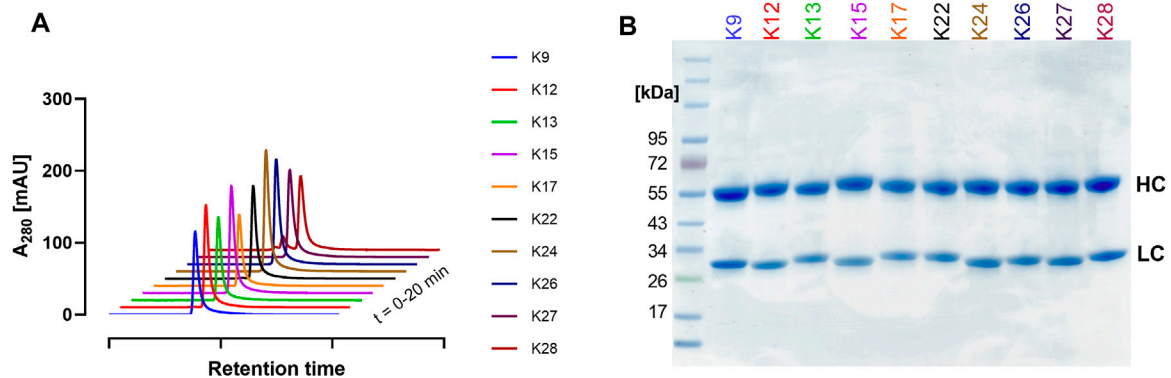 A
300
200
100
0
A280 [mAU]
t = 0-20 min
Retention time
K9
K12
K13
K15
K17
K22
K24
K26
K27
K28
B
K9 K12 K13 K15 K17 K22 K24 K26 K27 K28
[kDa]
95
72
55
43
34
26
17
HC
LC